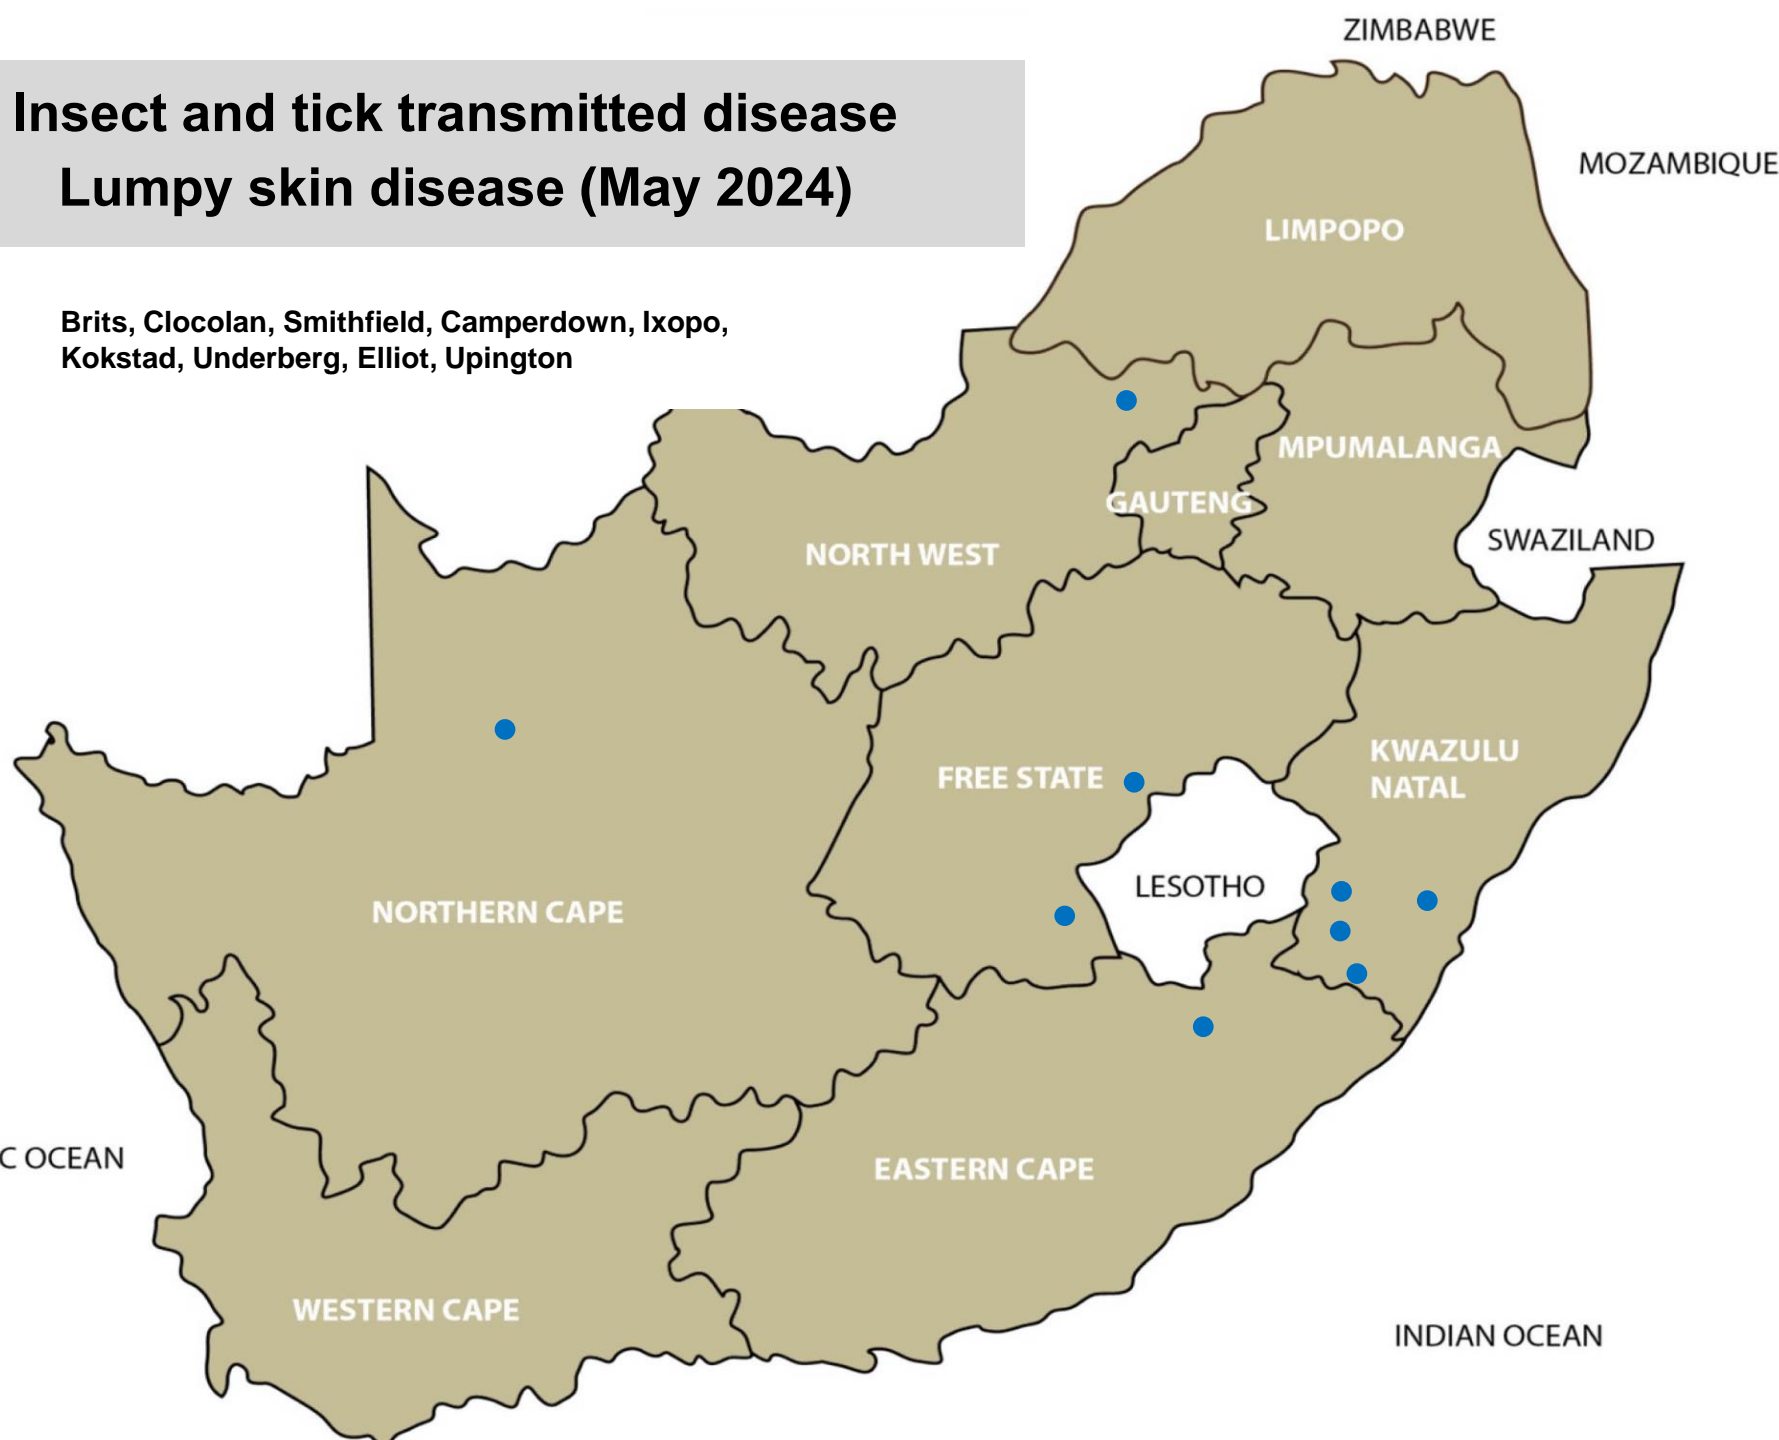 ZIMBABWE
Insect and tick transmitted disease
Lumpy skin disease (May 2024)
MOZAMBIQUE
LIMPOPO
Brits, Clocolan, Smithfield, Camperdown, Ixopo,
Kokstad, Underberg, Elliot, Upington
MPUMALANGA
GAUTENG
SWAZILAND
NORTH WEST
KWAZULU
NATAL
FREE STATE
LESOTHO
NORTHERN CAPE
C OCEAN
EASTERN CAPE
WESTERN CAPE
INDIAN OCEAN